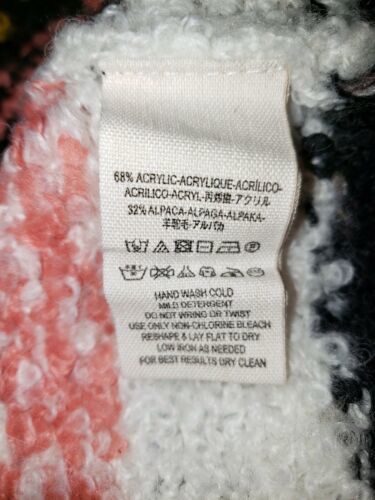 68% ACRYLIC-ACRYLIQUE-ACRÍLICO-
ACRILICO-ACRYL-丙烯酸-アクリル
32% ALPACA-ALPAGA-ALPAKA-
羊駝毛-アルパカ
HAND WASH COLD
MILD DETERGENT
DO NOT WRING OR TWIST
USE ONLY NON-CHLORINE BLEACH
RESHAPE & LAY FLAT TO DRY
LOW IRON AS NEEDED
FOR BEST RESULTS DRY CLEAN